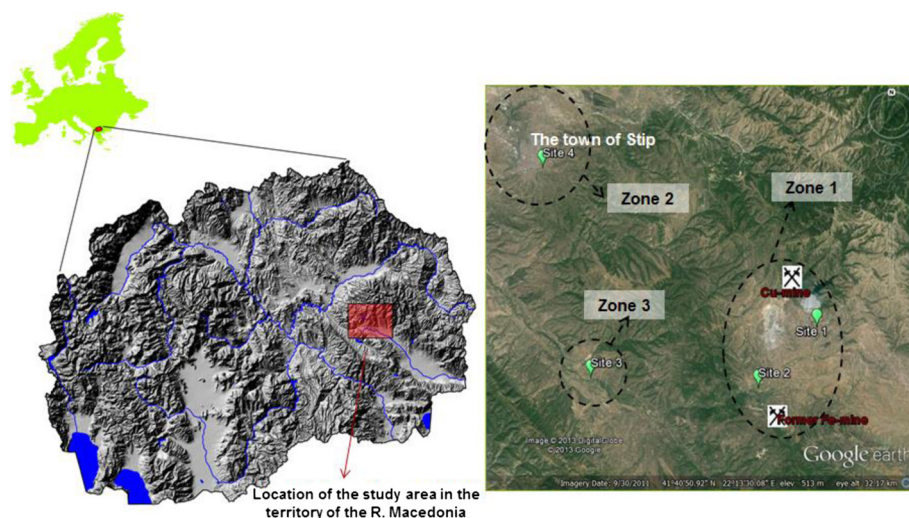 N
The town of Stip
Site 4
Zone 2
Zone 1
Cu-mine
Zone 3
Site 1
Site 3
Site 2
Former Fe-mine
Image © 2013 DigitalGlobe
© 2013 Google
Google earth
Imagery Date: 9/30/2011 41°40'50.92" N 22°13'30.08" E elev 513 m eye alt 32.17 km
Location of the study area in the
territory of the R. Macedonia